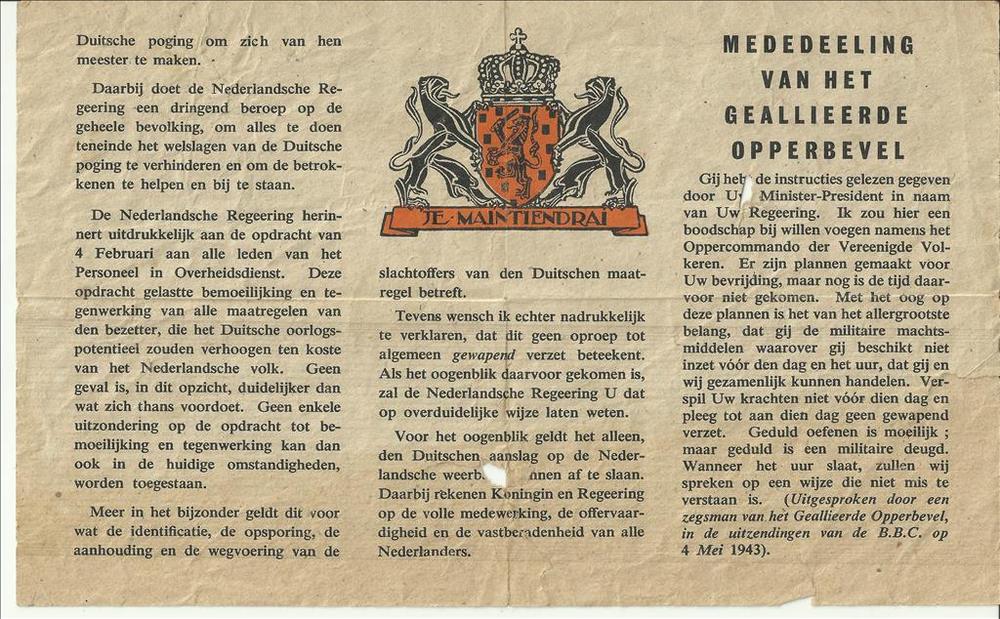 Duitsche poging om zich van hen
meester te maken.
Daarbij doet de Nederlandsche Re-
geering een dringend beroep op de
geheele bevolking, om alles te doen
teneinde het welslagen van de Duitsche
poging te verhinderen en om de betrok-
kenen te helpen en bij te staan.
De Nederlandsche Regeering herin-
nert uitdrukkelijk aan de opdracht van
4 Februari aan alle leden van het
Personeel in Overheidsdienst. Deze
opdracht gelastte bemoeilijking en te-
genwerking van alle maatregelen van
den bezetter, die het Duitsche oorlogs-
potentieel zouden verhoogen ten koste
van het Nederlandsche volk. Geen
geval is, in dit opzicht, duidelijker dan
wat zich thans voordoet. Geen enkele
uitzondering op de opdracht tot be-
moeilijking en tegenwerking kan dan
ook in de huidige omstandigheden,
worden toegestaan.
Meer in het bijzonder geldt dit voor
wat de identificatie, de opsporing, de
aanhouding en de wegvoering van de
JE·MAINTIENDRAI
slachtoffers van den Duitschen maat-
regel betreft.
Tevens wensch ik echter nadrukkelijk
te verklaren, dat dit geen oproep tot
algemeen gewapend verzet beteekent.
Als het oogenblik daarvoor gekomen is,
zal de Nederlandsche Regeering U dat
op overduidelijke wijze laten weten.
Voor het oogenblik geldt het alleen,
den Duitschen aanslag op de Neder-
landsche weerb nnen af te slaan.
Daarbij rekenen Koningin en Regeering
op de volle medewerking, de offervaar-
digheid en de vastberadenheid van alle
Nederlanders.
MEDEDEELING
VAN HET
GEALLIEERDE
OPPERBEVEL
Gij hebt de instructies gelezen gegeven
door Uw Minister-President in naam
van Uw Regeering. Ik zou hier een
boodschap bij willen voegen namens het
Oppercommando der Vereenigde Vol-
keren. Er zijn plannen gemaakt voor
Uw bevrijding, maar nog is de tijd daar-
voor niet gekomen. Met het oog op
deze plannen is het van het allergrootste
belang, dat gij de militaire machts-
middelen waarover gij beschikt niet
inzet vóór den dag en het uur, dat gij en
wij gezamenlijk kunnen handelen. Ver-
spil Uw krachten niet vóór dien dag en
pleeg tot aan dien dag geen gewapend
verzet. Geduld oefenen is moeilijk ;
maar geduld is een militaire deugd.
Wanneer het uur slaat, zullen wij
spreken op een wijze die niet mis te
verstaan is. (Uitgesproken door een
zegsman van het Geallieerde Opperbevel,
in de uitzendingen van de B.B.C. op
4 Mei 1943).